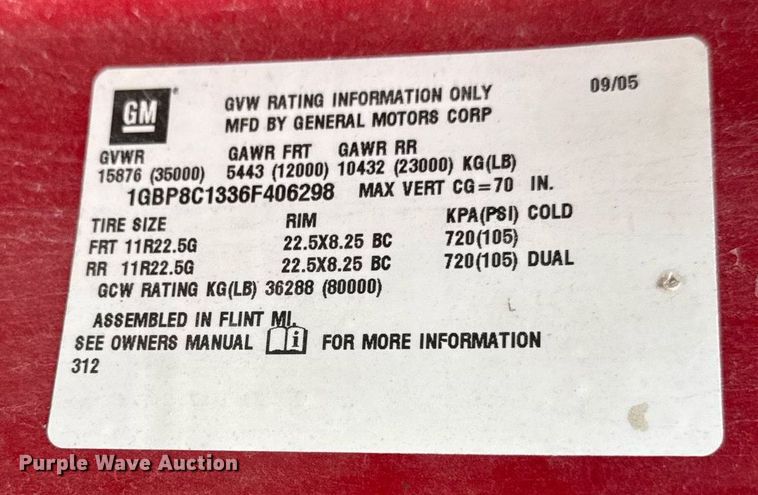 GM
GVW RATING INFORMATION ONLY 09/05
MFD BY GENERAL MOTORS CORP
GVWR GAWR FRT GAWR RR
15876 (35000) 5443 (12000) 10432 (23000) KG(LB)
1GBP8C1336F406298 MAX VERT CG=70 IN.
TIRE SIZE RIM KPA(PSI) COLD
FRT 11R22.5G 22.5X8.25 BC 720(105)
RR 11R22.5G 22.5X8.25 BC 720(105) DUAL
GCW RATING KG(LB) 36288 (80000)
ASSEMBLED IN FLINT MI.
SEE OWNERS MANUAL i FOR MORE INFORMATION
312
Purple Wave Auction